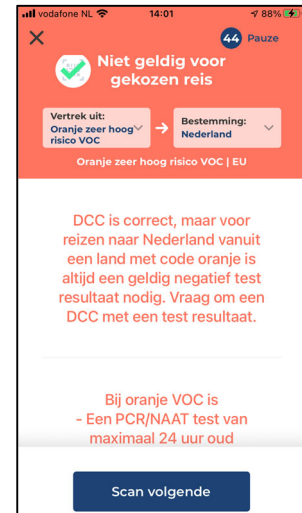 vodafone NL 14:01 88%
44 Pauze
Niet geldig voor
gekozen reis
Vertrek uit:
Oranje zeer hoog
risico VOC
Bestemming:
Nederland
Oranje zeer hoog risico VOC | EU
DCC is correct, maar voor
reizen naar Nederland vanuit
een land met code oranje is
altijd een geldig negatief test
resultaat nodig. Vraag om een
DCC met een test resultaat.
Bij oranje VOC is
- Een PCR/NAAT test van
maximaal 24 uur oud
Scan volgende